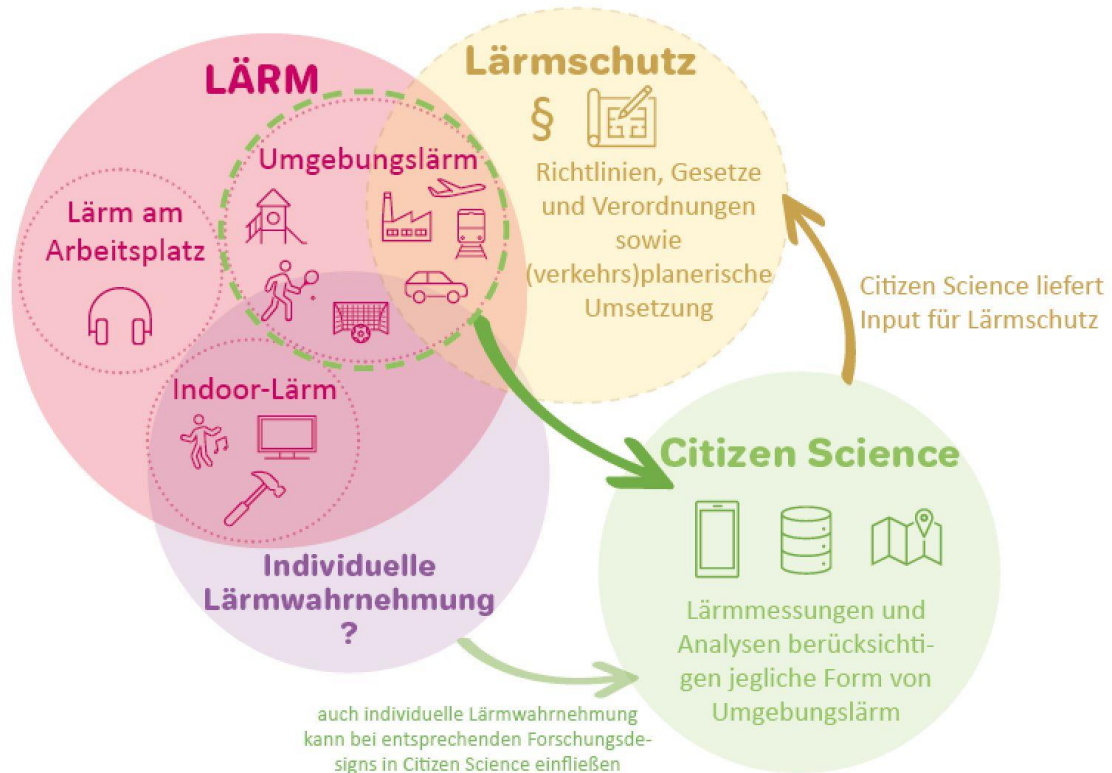 LÄRM
Umgebungslärm
Lärm am
Arbeitsplatz
Indoor-Lärm
Individuelle
Lärmwahrnehmung
?
Lärmschutz
§
Richtlinien, Gesetze
und Verordnungen
sowie
(verkehrs)planerische
Umsetzung
Citizen Science liefert
Input für Lärmschutz
Citizen Science
Lärmmessungen und
Analysen berücksichti-
gen jegliche Form von
Umgebungslärm
auch individuelle Lärmwahrnehmung
kann bei entsprechenden Forschungsde-
signs in Citizen Science einfließen